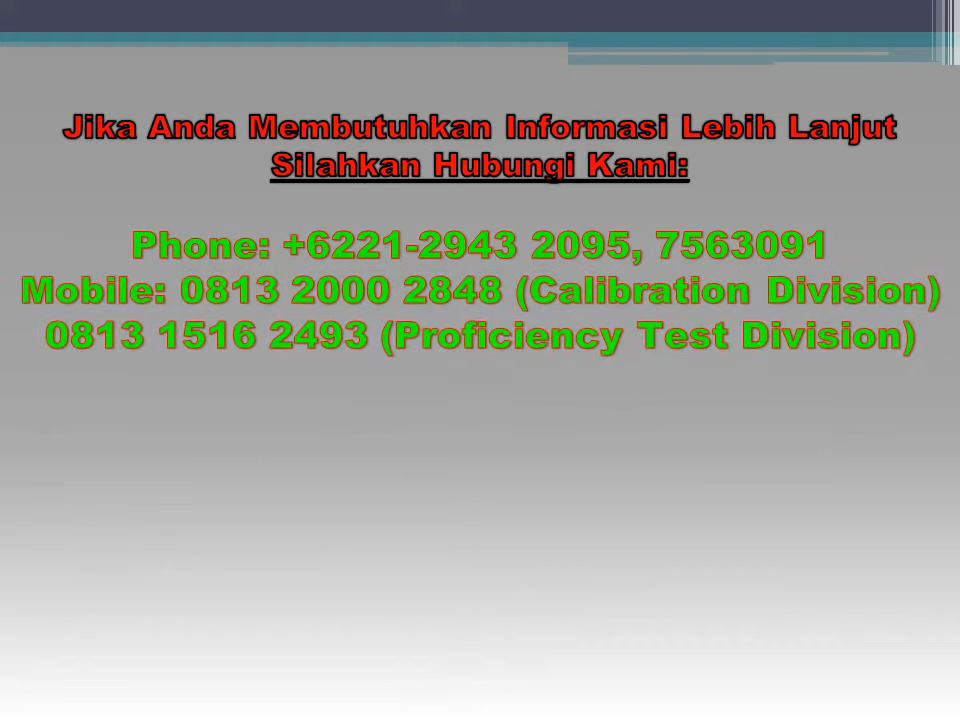 Jika Anda Membutuhkan Informasi Lebih Lanjut
Silahkan Hubungi Kami:
Phone: +6221-2943 2095, 7563091
Mobile: 0813 2000 2848 (Calibration Division)
0813 1516 2493 (Proficiency Test Division)